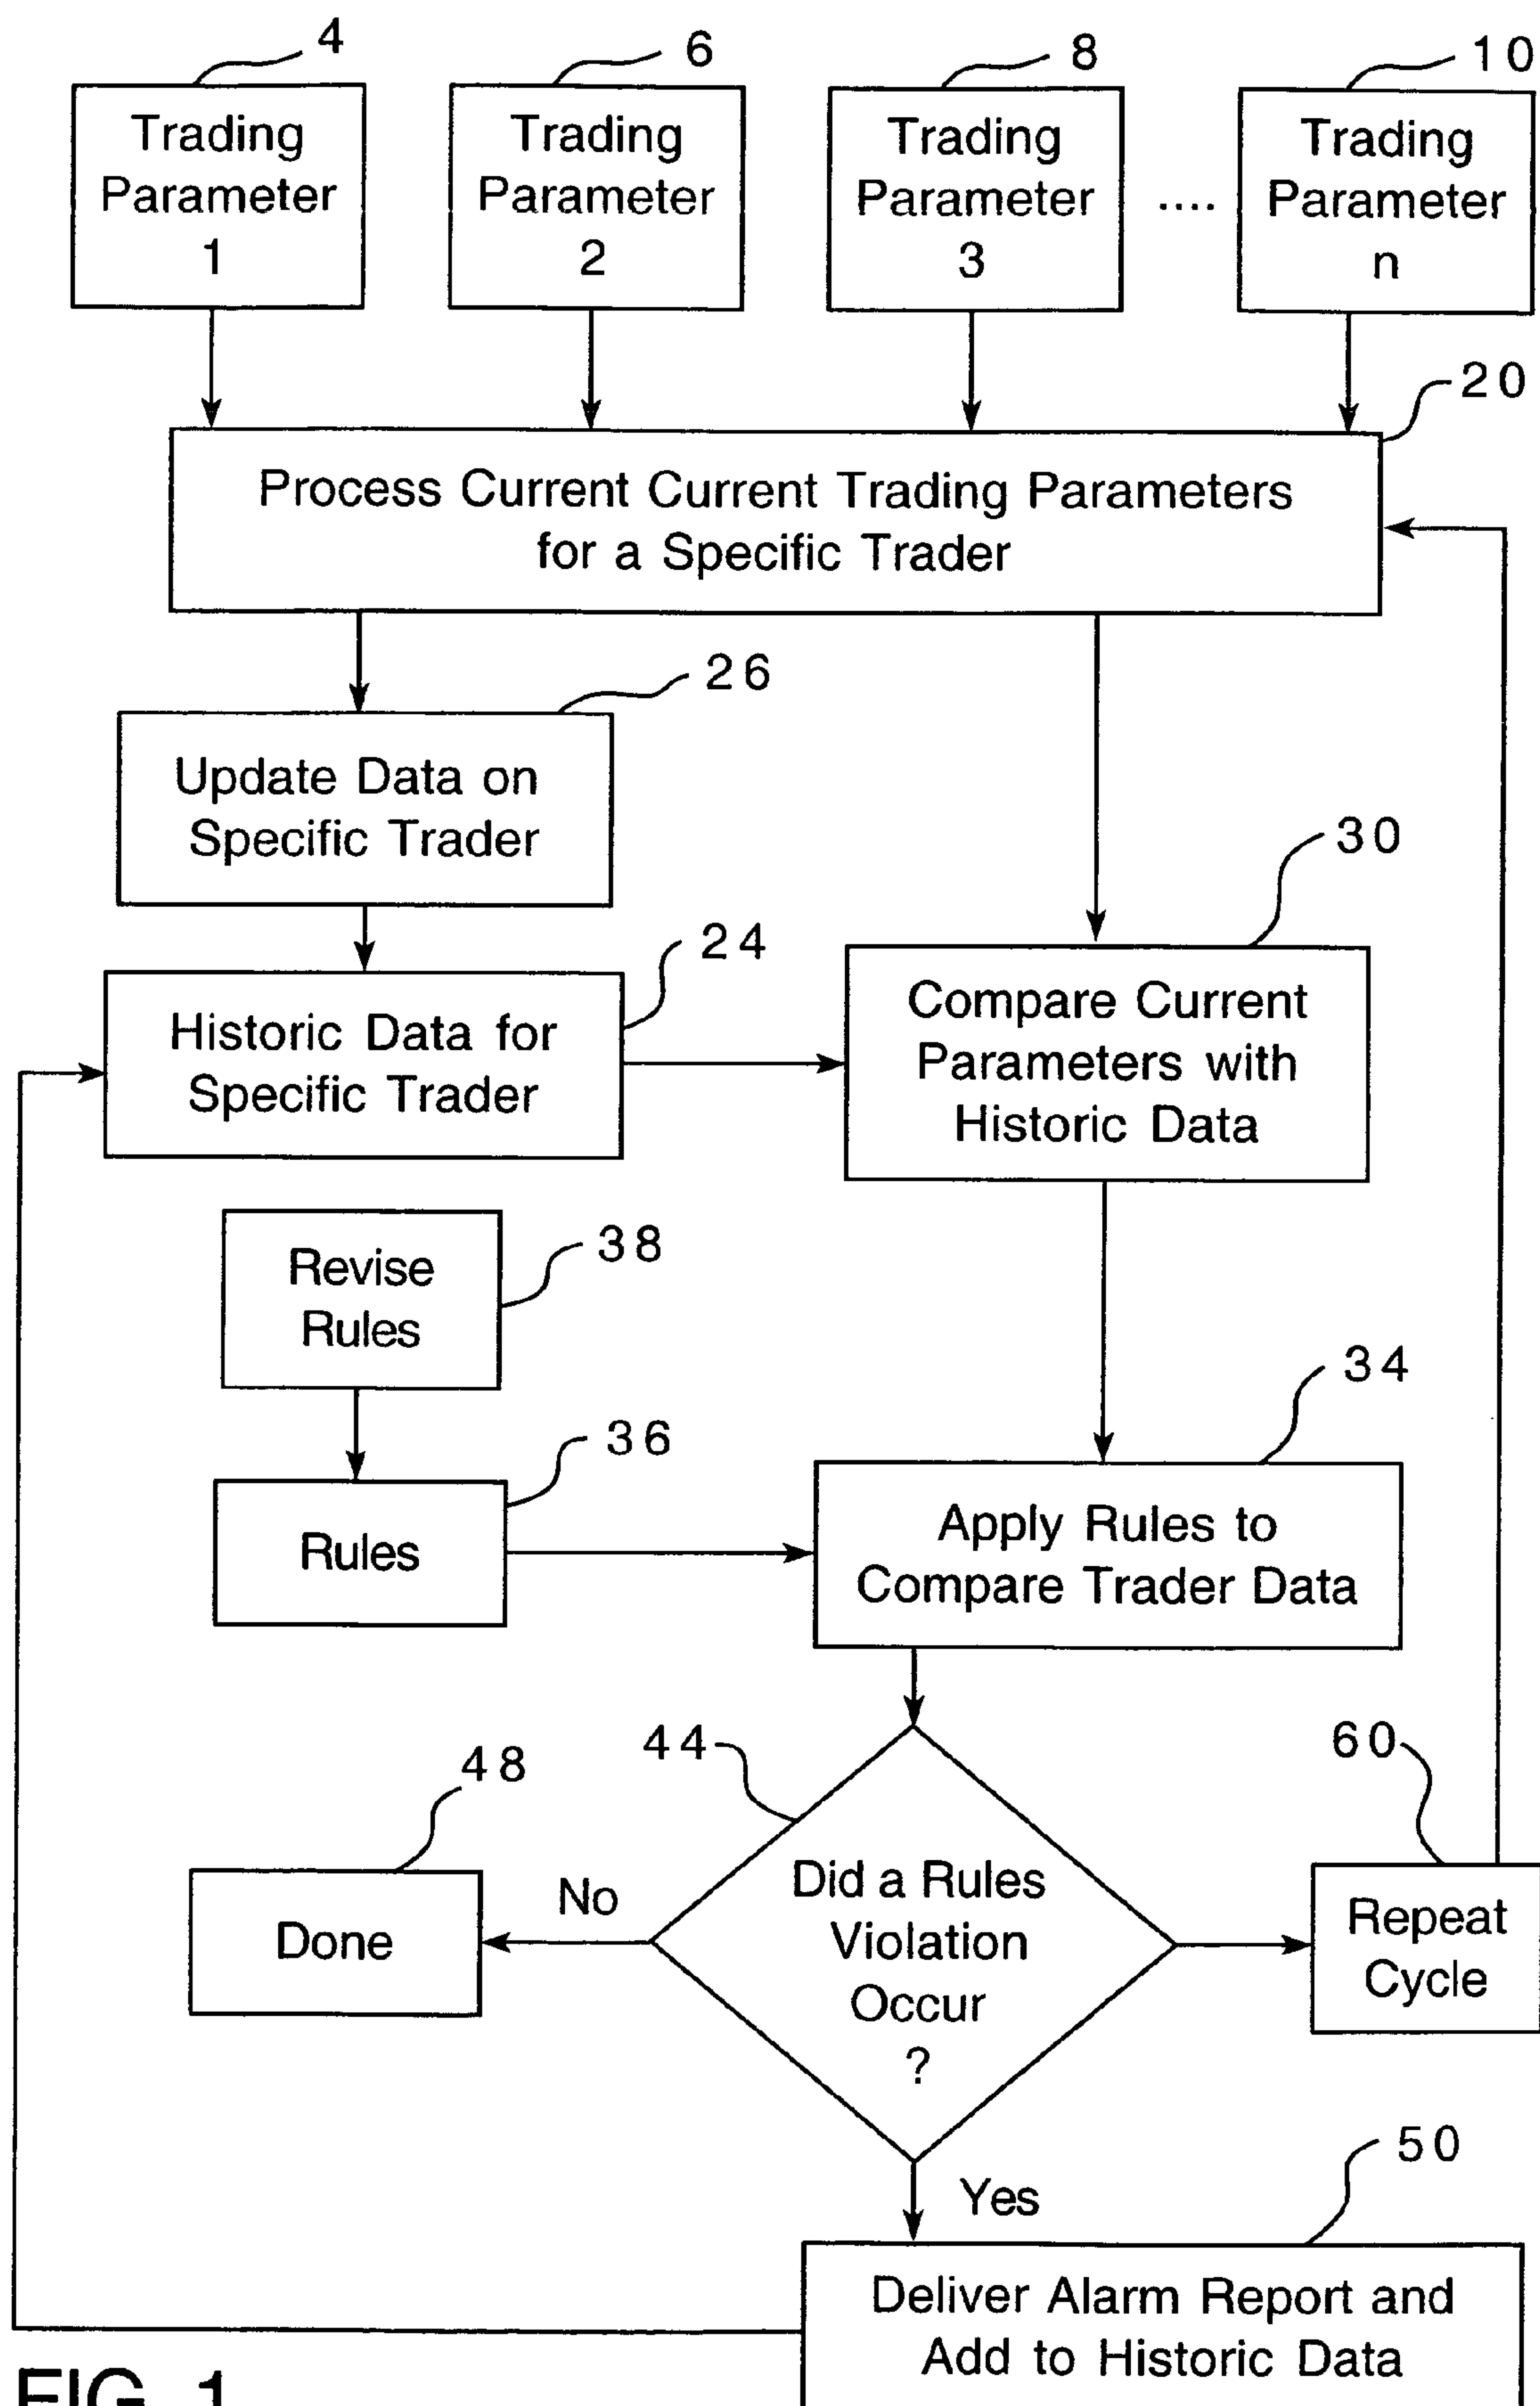 4
6
8
10
Trading
Parameter
1
Trading
Parameter
2
Trading
Parameter
3
....
Trading
Parameter
n
20
Process Current Current Trading Parameters
for a Specific Trader
26
Update Data on
Specific Trader
30
24
Historic Data for
Specific Trader
Compare Current
Parameters with
Historic Data
38
Revise
Rules
34
36
Rules
Apply Rules to
Compare Trader Data
44
60
48
No
Done
Did a Rules
Violation
Occur
?
Repeat
Cycle
50
Yes
Deliver Alarm Report and
Add to Historic Data
FIG. 1